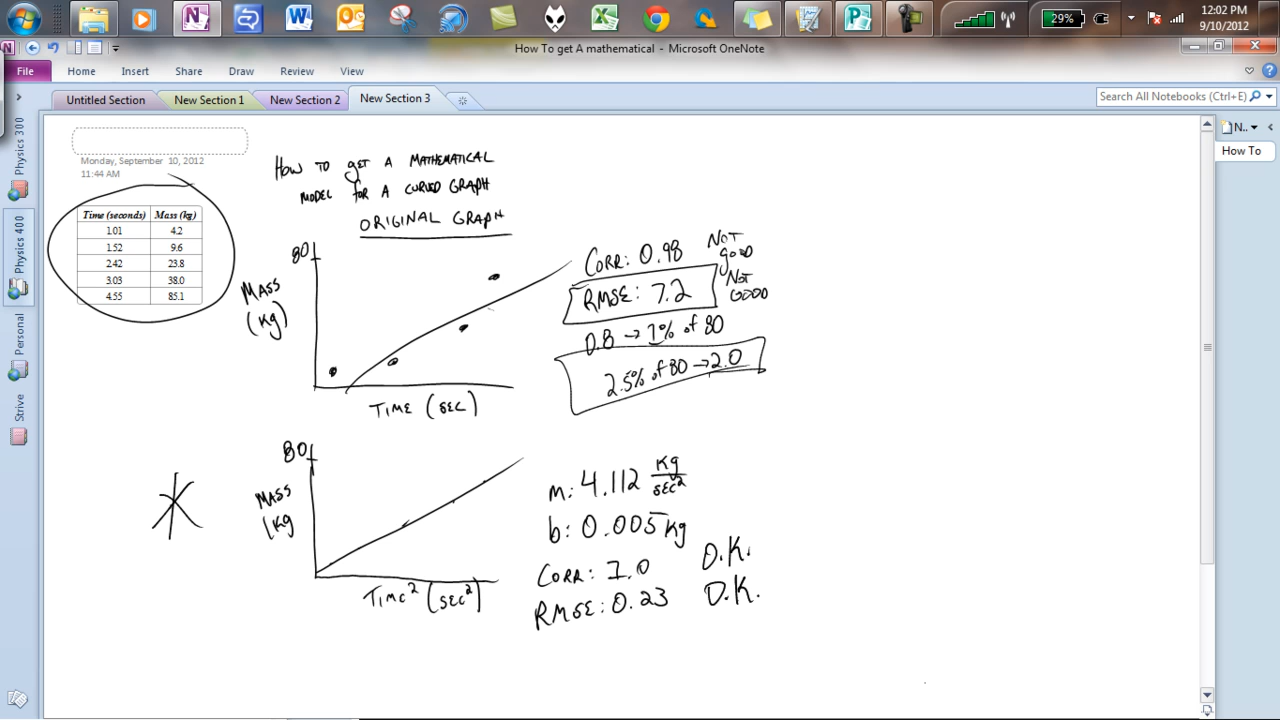 29%
12:02 PM
9/10/2012
How To get A mathematical - Microsoft OneNote
File Home Insert Share Draw Review View
Untitled Section New Section 1 New Section 2 New Section 3
Search All Notebooks (Ctrl+E)
N..
How To
Physics 300
Physics 400
Personal
Strive
Monday, September 10, 2012
11:44 AM
Time (seconds) Mass (kg)
1.01 4.2
1.52 9.6
2.42 23.8
3.03 38.0
4.55 85.1
How TO get A MATHEMATICAL
MODEL for A CURVED GRAPH
ORIGINAL GRAPH
80
MASS
(kg)
TIME (SEC)
CORR: 0.98 NOT good
RMSE: 7.2 NOT GOOD
0.8 → 1% of 80
2.5% of 80 → 2.0
80
MASS
(kg
TIME² (SEC²)
m: 4.112 kg/SEC²
b: 0.005 kg
CORR: 1.0 O.K.
RMSE: 0.23 O.K.